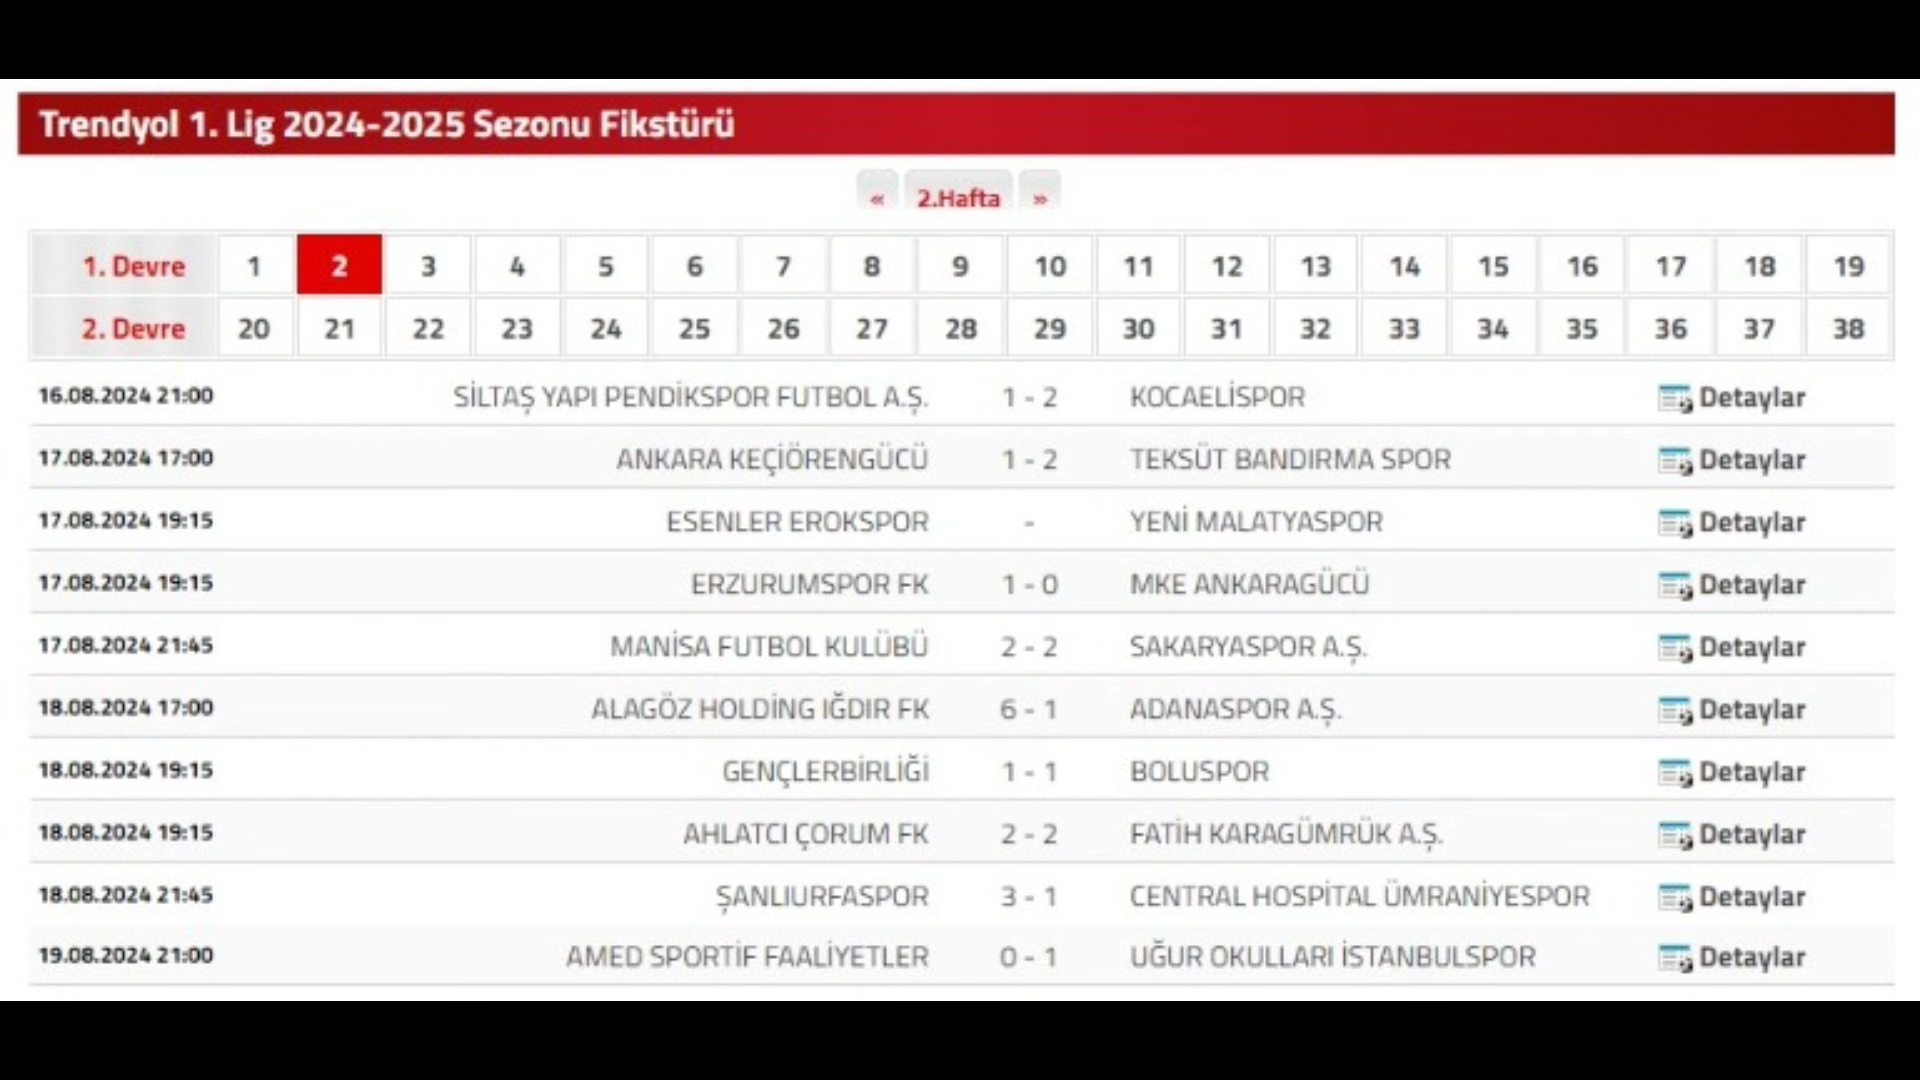 Trendyol 1. Lig 2024-2025 Sezonu Fikstürü
« 2.Hafta »
1. Devre 1 2 3 4 5 6 7 8 9 10 11 12 13 14 15 16 17 18 19
2. Devre 20 21 22 23 24 25 26 27 28 29 30 31 32 33 34 35 36 37 38
16.08.2024 21:00 SİLTAŞ YAPI PENDİKSPOR FUTBOL A.Ş. 1 - 2 KOCAELİSPOR Detaylar
17.08.2024 17:00 ANKARA KEÇİÖRENGÜCÜ 1 - 2 TEKSÜT BANDIRMA SPOR Detaylar
17.08.2024 19:15 ESENLER EROKSPOR - YENİ MALATYASPOR Detaylar
17.08.2024 19:15 ERZURUMSPOR FK 1 - 0 MKE ANKARAGÜCÜ Detaylar
17.08.2024 21:45 MANİSA FUTBOL KULÜBÜ 2 - 2 SAKARYASPOR A.Ş. Detaylar
18.08.2024 17:00 ALAGÖZ HOLDİNG IĞDIR FK 6 - 1 ADANASPOR A.Ş. Detaylar
18.08.2024 19:15 GENÇLERBİRLİĞİ 1 - 1 BOLUSPOR Detaylar
18.08.2024 19:15 AHLATCI ÇORUM FK 2 - 2 FATİH KARAGÜMRÜK A.Ş. Detaylar
18.08.2024 21:45 ŞANLIURFASPOR 3 - 1 CENTRAL HOSPİTAL ÜMRANİYESPOR Detaylar
19.08.2024 21:00 AMED SPORTİF FAALİYETLER 0 - 1 UĞUR OKULLARI İSTANBULSPOR Detaylar